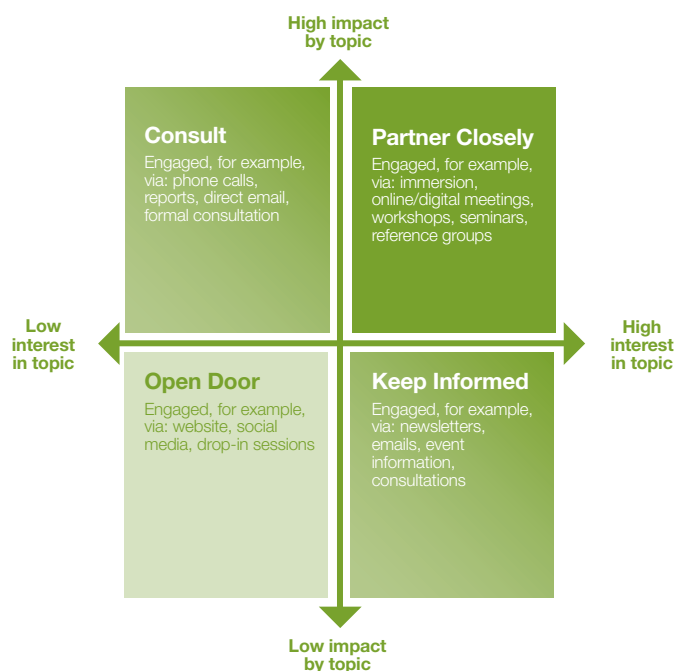 High impact
by topic
Consult
Engaged, for example,
via: phone calls,
reports, direct email,
formal consultation
Partner Closely
Engaged, for example,
via: immersion,
online/digital meetings,
workshops, seminars,
reference groups
Low
interest
in topic
High
interest
in topic
Open Door
Engaged, for example,
via: website, social
media, drop-in sessions
Keep Informed
Engaged, for example,
via: newsletters,
emails, event
information,
consultations
Low impact
by topic